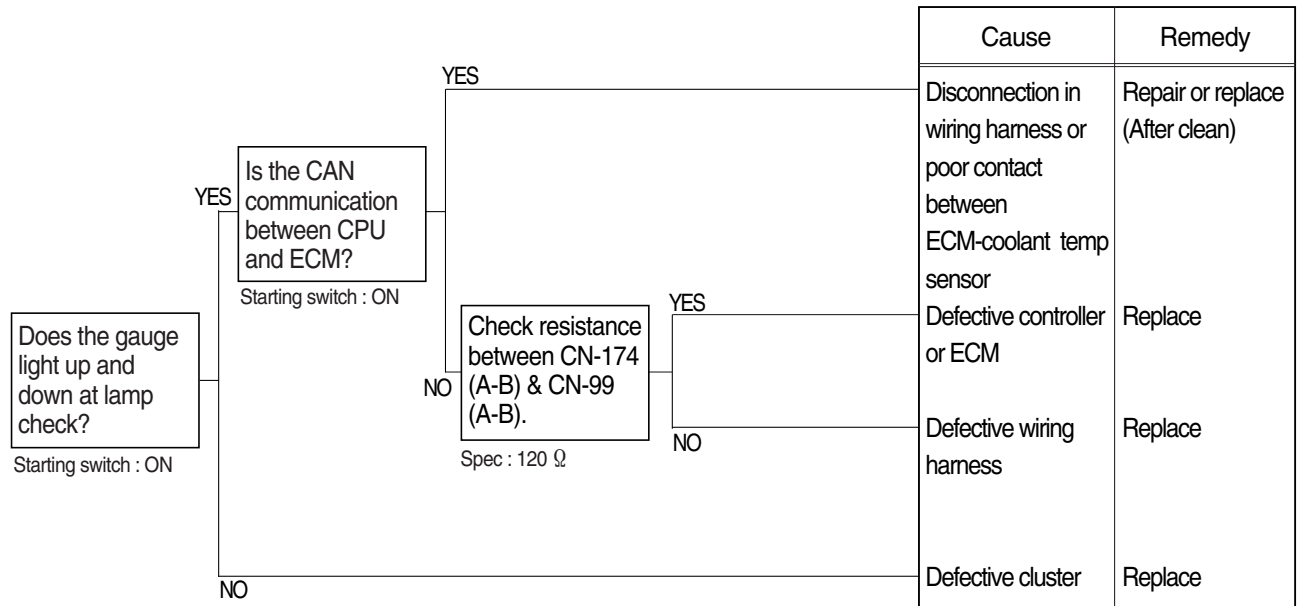 Does the gauge
light up and
down at lamp
check?
Starting switch : ON
YES
NO
Is the CAN
communication
between CPU
and ECM?
Starting switch : ON
YES
NO
Check resistance
between CN-174
(A-B) & CN-99
(A-B).
Spec : 120 Ω
YES
NO
Cause
Remedy
Disconnection in
wiring harness or
poor contact
between
ECM-coolant temp
sensor
Repair or replace
(After clean)
Defective controller
or ECM
Replace
Defective wiring
harness
Replace
Defective cluster
Replace